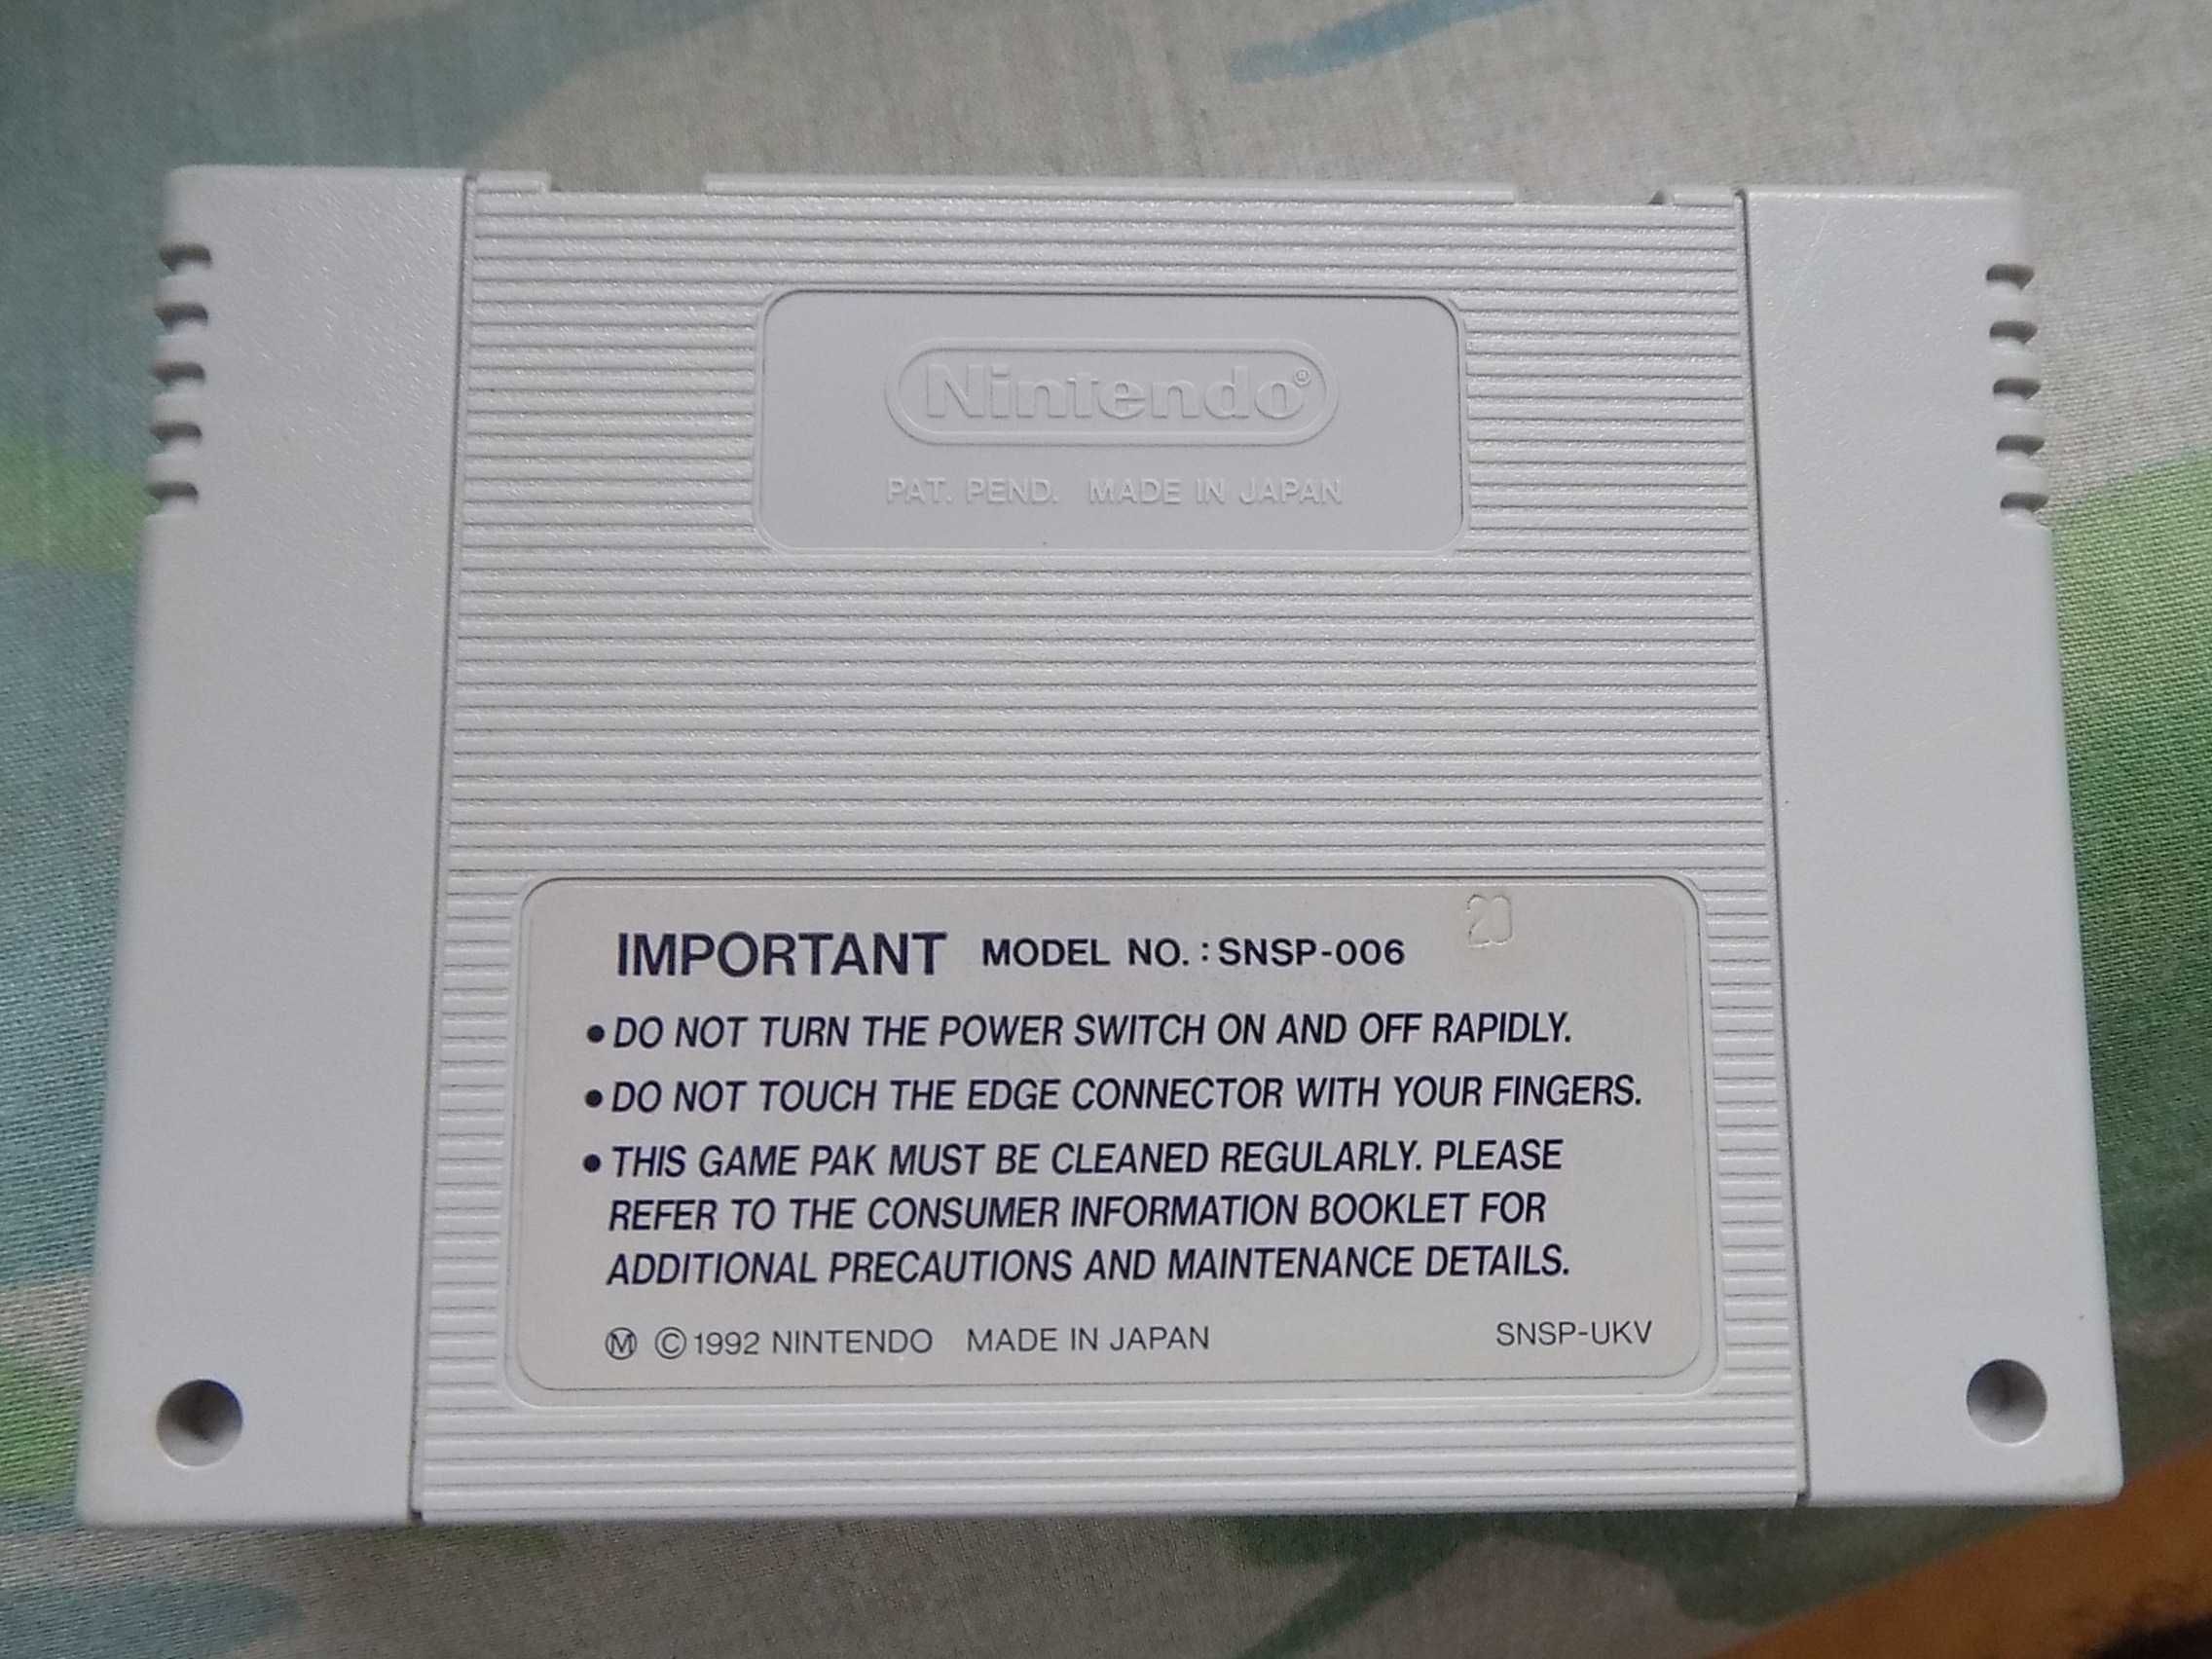 Nintendo®
PAT. PEND. MADE IN JAPAN
20
IMPORTANT MODEL NO.: SNSP-006
•DO NOT TURN THE POWER SWITCH ON AND OFF RAPIDLY.
•DO NOT TOUCH THE EDGE CONNECTOR WITH YOUR FINGERS.
•THIS GAME PAK MUST BE CLEANED REGULARLY. PLEASE
REFER TO THE CONSUMER INFORMATION BOOKLET FOR
ADDITIONAL PRECAUTIONS AND MAINTENANCE DETAILS.
Ⓜ ©1992 NINTENDO MADE IN JAPAN SNSP-UKV